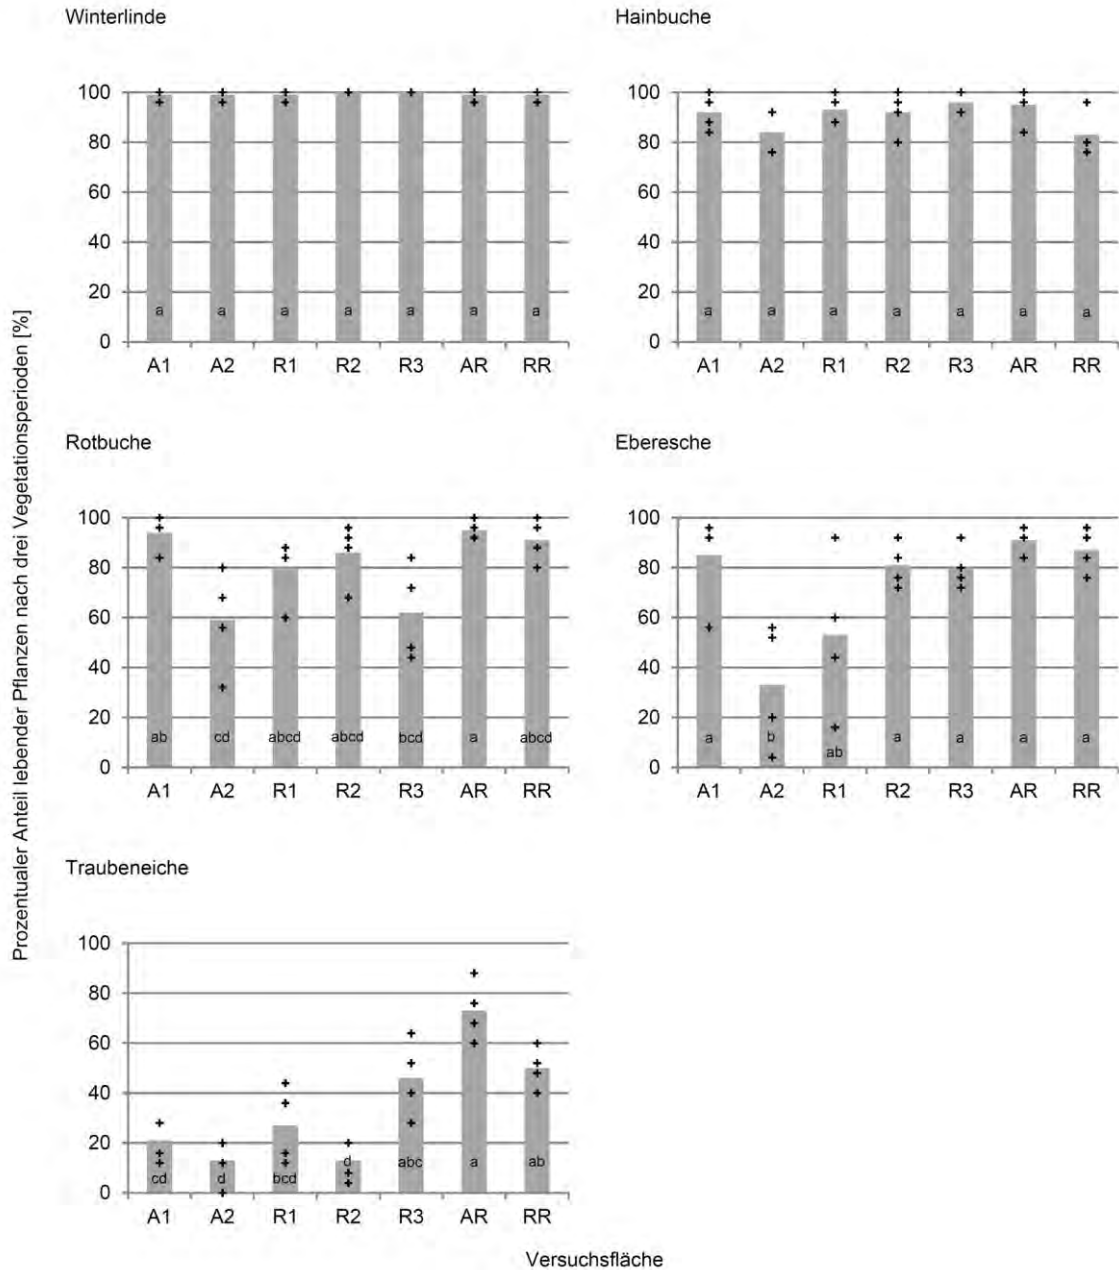 Winterlinde
100
80
60
40
20
0
a a a a a a a
A1 A2 R1 R2 R3 AR RR
Hainbuche
100
80
60
40
20
0
a a a a a a a
A1 A2 R1 R2 R3 AR RR
Prozentualer Anteil lebender Pflanzen nach drei Vegetationsperioden [%]
Rotbuche
100
80
60
40
20
0
ab cd abcd abcd bcd a abcd
A1 A2 R1 R2 R3 AR RR
Eberesche
100
80
60
40
20
0
a b ab a a a a
A1 A2 R1 R2 R3 AR RR
Traubeneiche
100
80
60
40
20
0
cd d bcd d abc a ab
A1 A2 R1 R2 R3 AR RR
Versuchsfläche